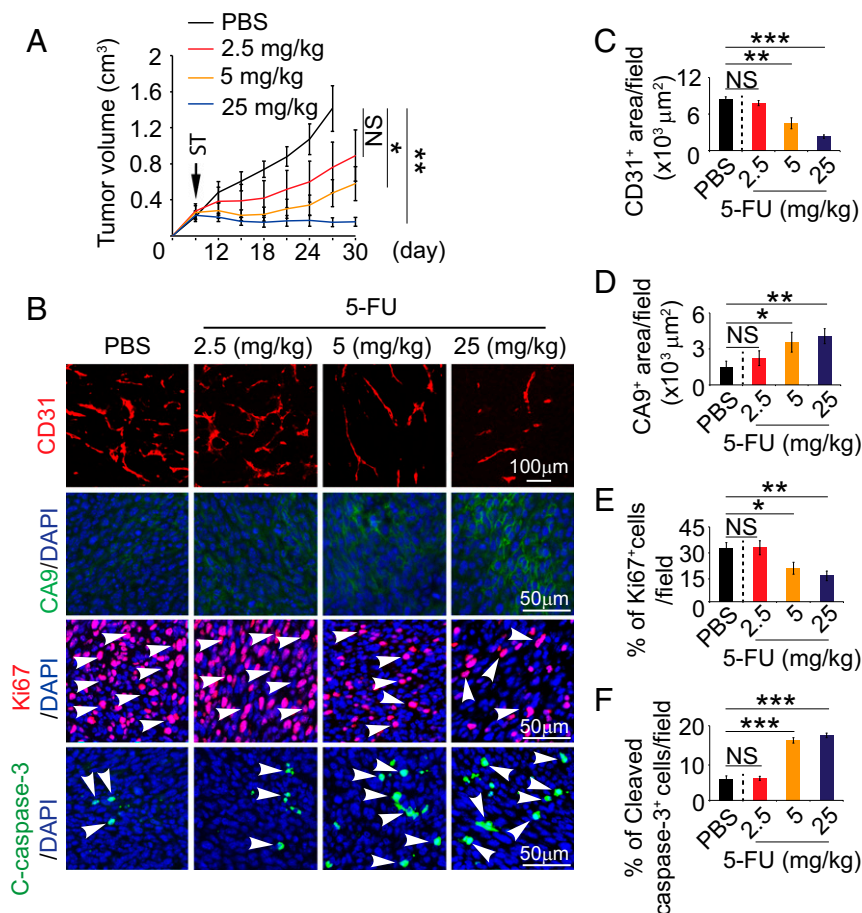 A
PBS
2.5 mg/kg
5 mg/kg
25 mg/kg
Tumor volume (cm³)
2
1.6
1.2
0.8
0.4
0
ST
12
18
24
30
(day)
NS
*
**
B
5-FU
PBS
2.5 (mg/kg)
5 (mg/kg)
25 (mg/kg)
CD31
100μm
CA9/DAPI
50μm
Ki67
/DAPI
50μm
C-caspase-3
/DAPI
50μm
C
***
**
NS
CD31⁺ area/field
(x10³ μm²)
12
6
0
PBS
2.5
5
25
5-FU (mg/kg)
D
**
*
NS
CA9⁺ area/field
(x10³ μm²)
6
3
0
PBS
2.5
5
25
5-FU (mg/kg)
E
**
*
NS
% of Ki67⁺cells
/field
45
30
15
0
PBS
2.5
5
25
5-FU (mg/kg)
F
***
***
NS
% of Cleaved
caspase-3⁺ cells/field
20
10
0
PBS
2.5
5
25
5-FU (mg/kg)